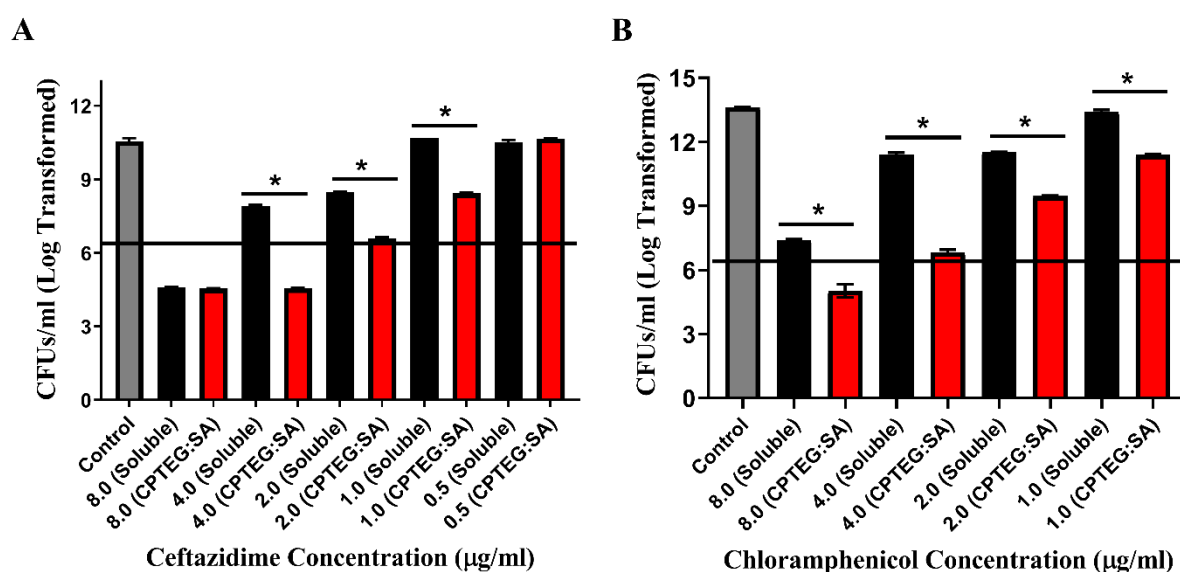 A
CFUs/ml (Log Transformed)
12
9
6
3
0
*
*
*
Control
8.0 (Soluble)
8.0 (CPTEG:SA)
4.0 (Soluble)
4.0 (CPTEG:SA)
2.0 (Soluble)
2.0 (CPTEG:SA)
1.0 (Soluble)
1.0 (CPTEG:SA)
0.5 (Soluble)
0.5 (CPTEG:SA)
Ceftazidime Concentration (μg/ml)
B
CFUs/ml (Log Transformed)
15
12
9
6
3
0
*
*
*
*
Control
8.0 (Soluble)
8.0 (CPTEG:SA)
4.0 (Soluble)
4.0 (CPTEG:SA)
2.0 (Soluble)
2.0 (CPTEG:SA)
1.0 (Soluble)
1.0 (CPTEG:SA)
Chloramphenicol Concentration (μg/ml)